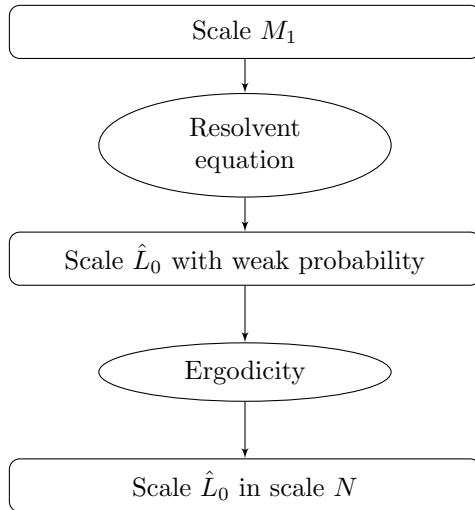 Scale $M_1$
Resolvent
equation
Scale $\hat{L}_0$ with weak probability
Ergodicity
Scale $\hat{L}_0$ in scale $N$